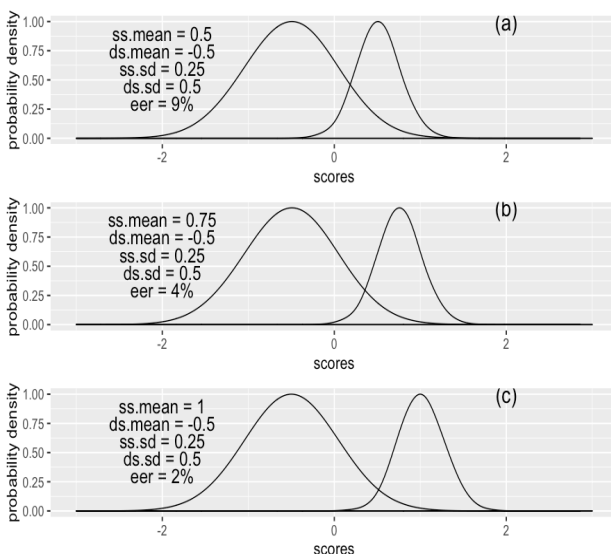 probability density
1.00
0.75
0.50
0.25
0.00
ss.mean = 0.5
ds.mean = -0.5
ss.sd = 0.25
ds.sd = 0.5
eer = 9%
(a)
-2 0 2
scores
probability density
1.00
0.75
0.50
0.25
0.00
ss.mean = 0.75
ds.mean = -0.5
ss.sd = 0.25
ds.sd = 0.5
eer = 4%
(b)
-2 0 2
scores
probability density
1.00
0.75
0.50
0.25
0.00
ss.mean = 1
ds.mean = -0.5
ss.sd = 0.25
ds.sd = 0.5
eer = 2%
(c)
-2 0 2
scores